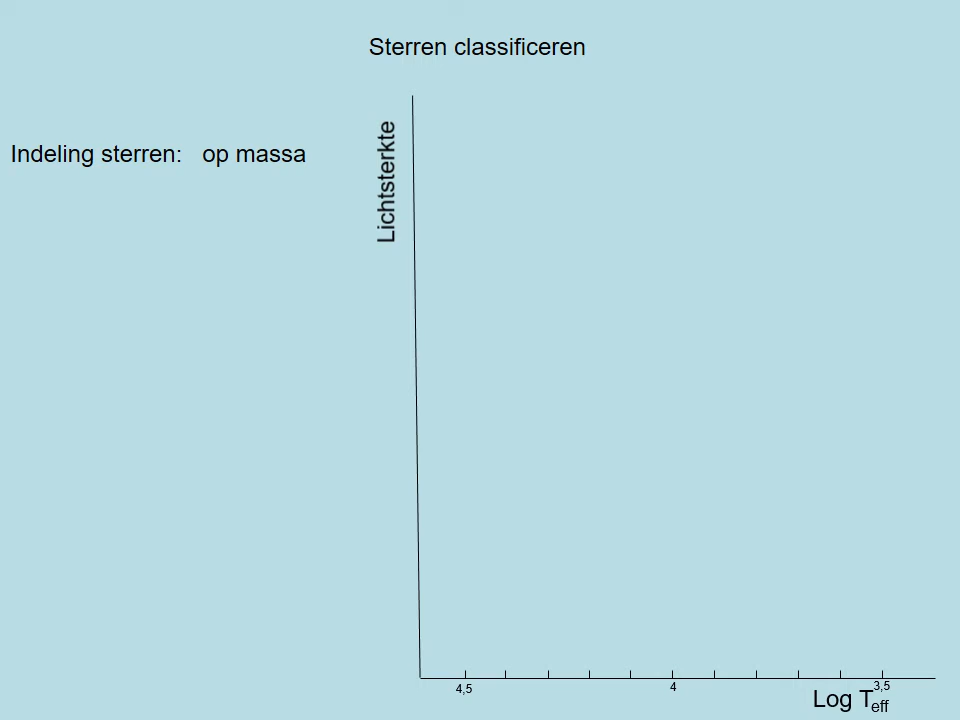 Sterren classificeren
Indeling sterren: op massa
Lichtsterkte
4,5
4
3,5
Log Teff